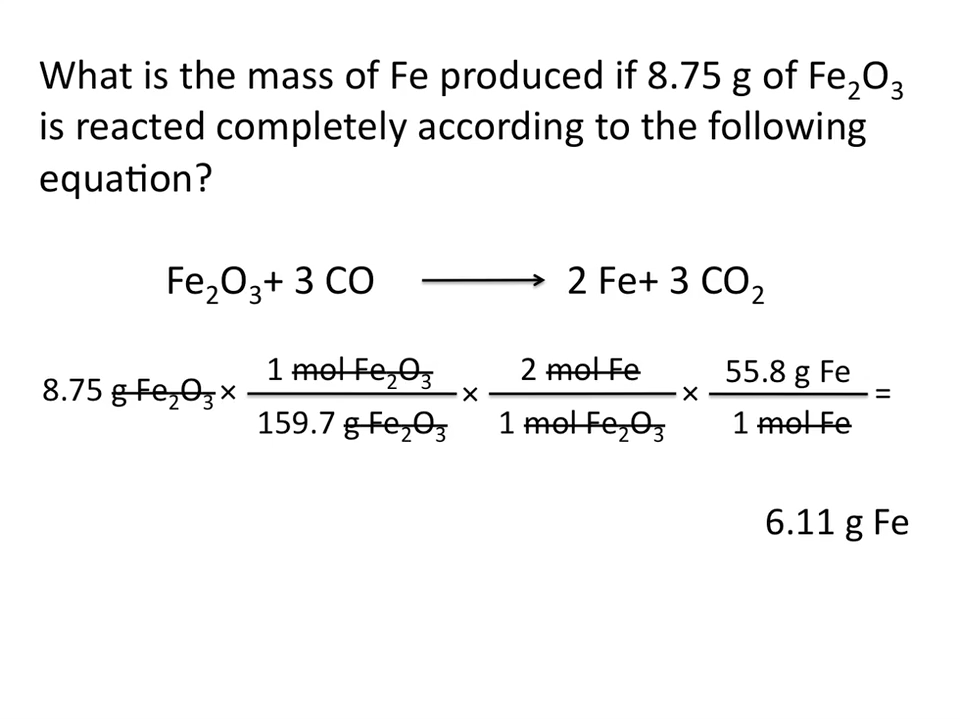 What is the mass of Fe produced if 8.75 g of Fe₂O₃
is reacted completely according to the following
equation?
Fe₂O₃+ 3 CO ⟶ 2 Fe+ 3 CO₂
8.75 g Fe₂O₃ × 1 mol Fe₂O₃ / 159.7 g Fe₂O₃ × 2 mol Fe / 1 mol Fe₂O₃ × 55.8 g Fe / 1 mol Fe =
6.11 g Fe